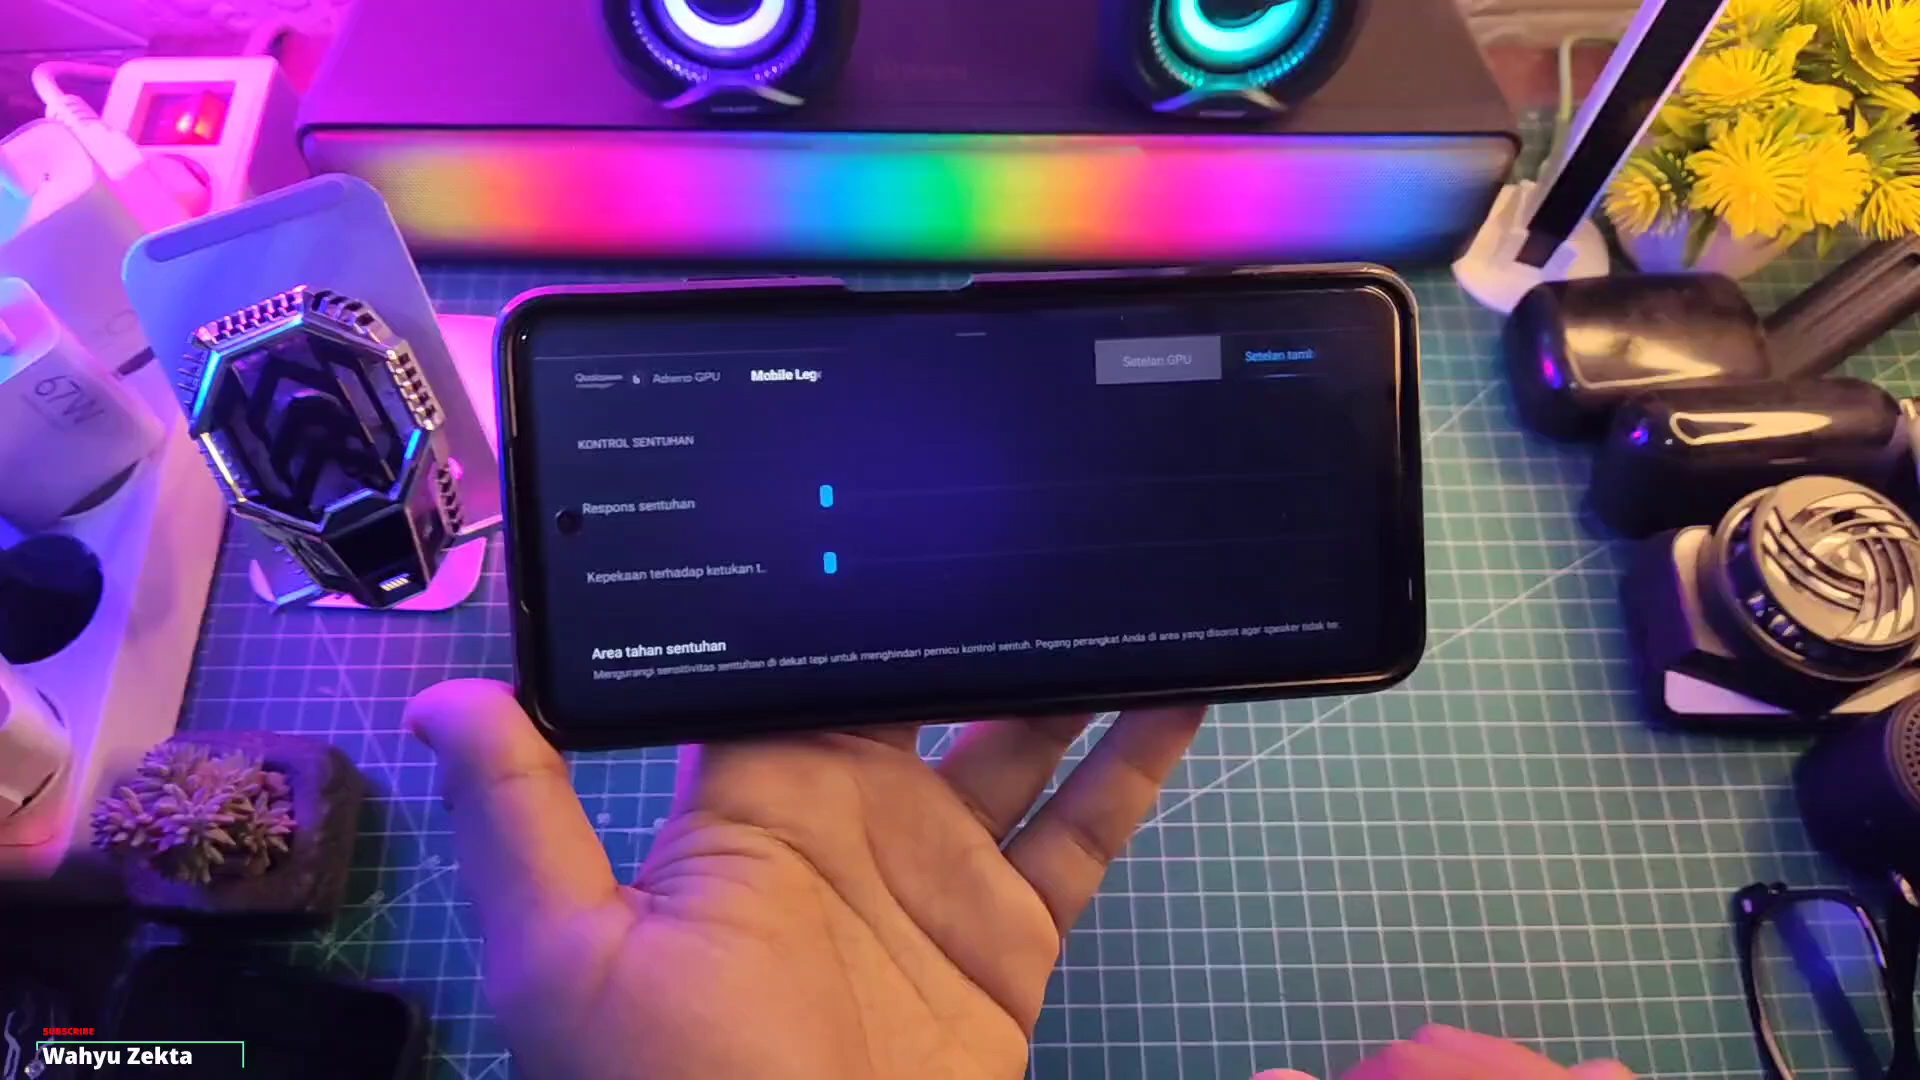 Setelan GPU
Setelan tamb
Qualcomm
Adreno GPU
Mobile Leg
KONTROL SENTUHAN
Respons sentuhan
Kepekaan terhadap ketukan t..
Area tahan sentuhan
Mengurangi sensitivitas sentuhan di dekat tepi untuk menghindari pemicu kontrol sentuh. Pegang perangkat Anda di area yang disorot agar speaker tidak ter.
67W
SUBSCRIBE
Wahyu Zekta